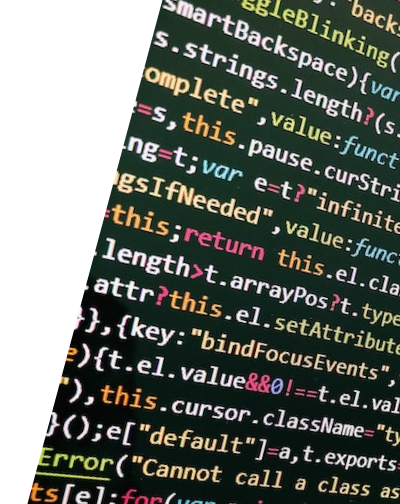 "back
ggleBlinking(
smartBackspace){var
s.strings.length?(s.
omplete",value:funct
=s,this.pause.curStri
ng=t;var e=t?"infinite
gsIfNeeded",value:func
=this;return this.el.cla
.length>t.arrayPos?t.type
.attr?this.el.setAttribute
}},{key:"bindFocusEvents",
){t.el.value&&0!==t.el.val
"),this.cursor.className="ty
}();e["default"]=a,t.exports=
Error("Cannot call a class as
ts[e]:for(var